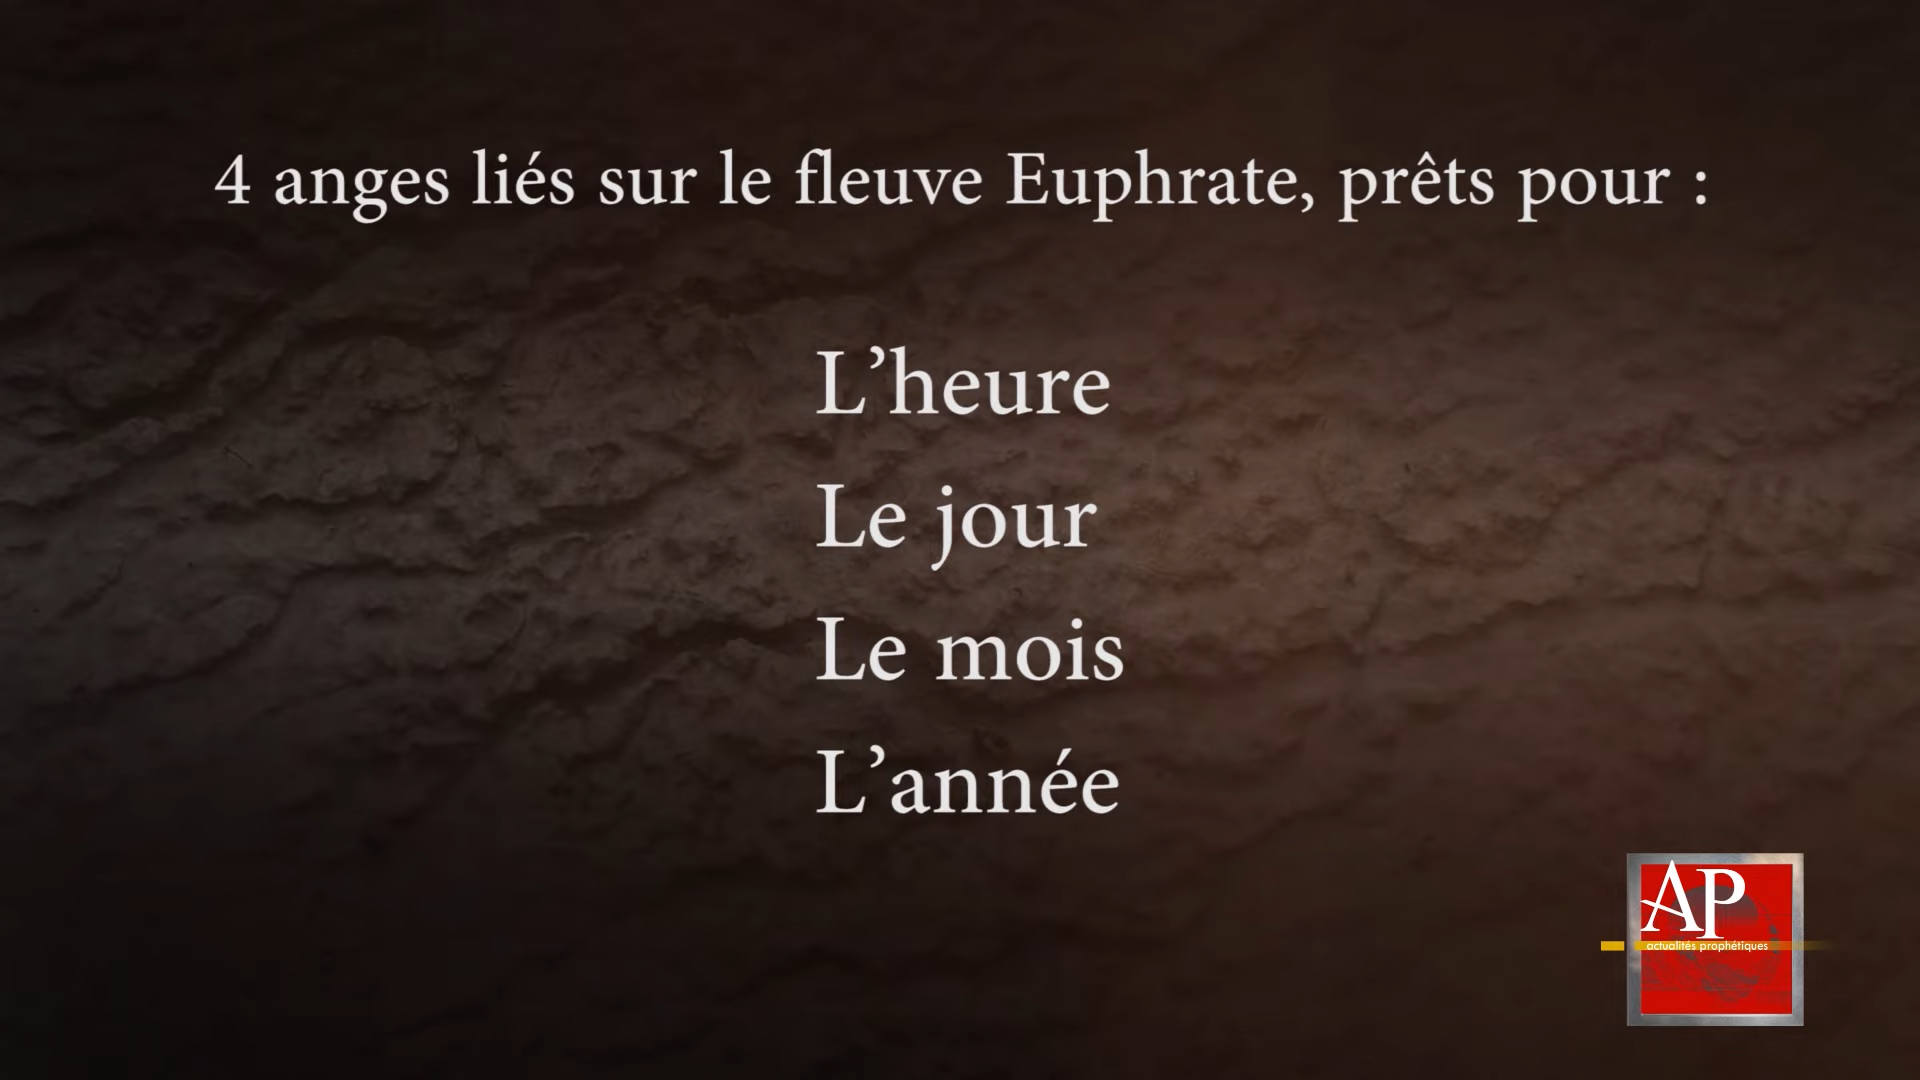 4 anges liés sur le fleuve Euphrate, prêts pour :
L’heure
Le jour
Le mois
L’année
AP
actualités prophétiques